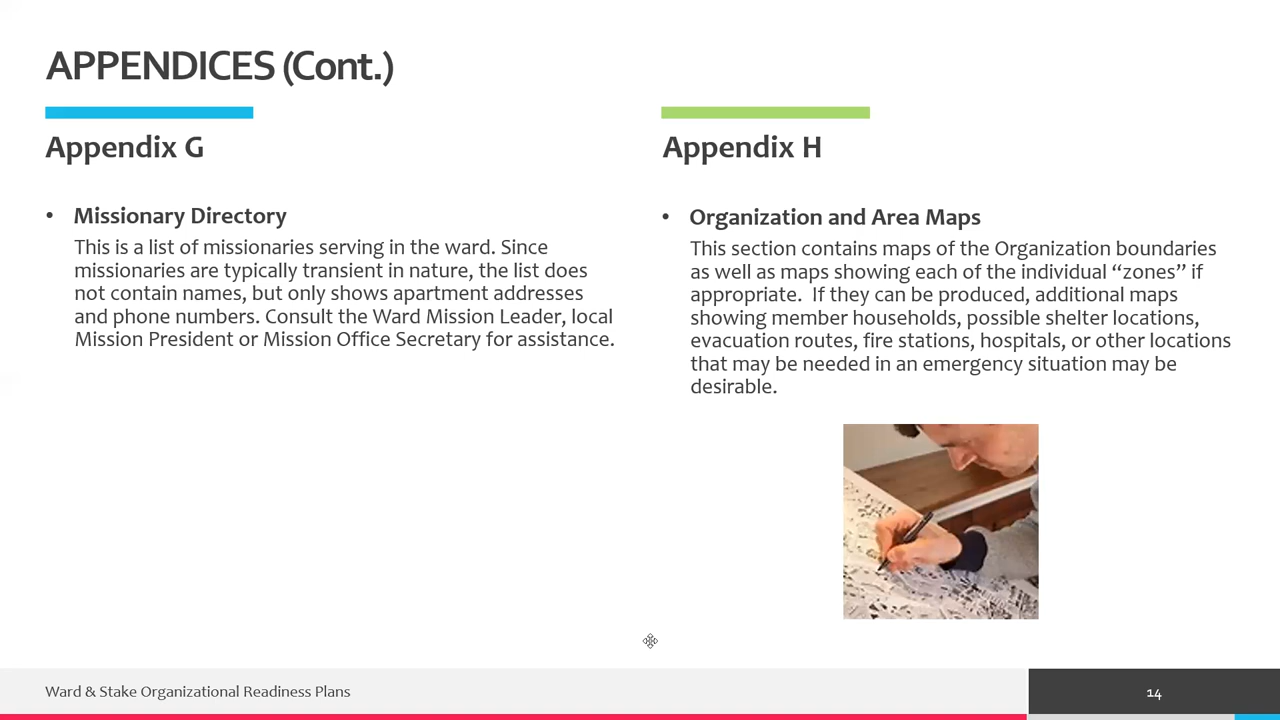 APPENDICES (Cont.)
Appendix G
• Missionary Directory
This is a list of missionaries serving in the ward. Since
missionaries are typically transient in nature, the list does
not contain names, but only shows apartment addresses
and phone numbers. Consult the Ward Mission Leader, local
Mission President or Mission Office Secretary for assistance.
Appendix H
• Organization and Area Maps
This section contains maps of the Organization boundaries
as well as maps showing each of the individual “zones” if
appropriate.  If they can be produced, additional maps
showing member households, possible shelter locations,
evacuation routes, fire stations, hospitals, or other locations
that may be needed in an emergency situation may be
desirable.
Ward & Stake Organizational Readiness Plans
14